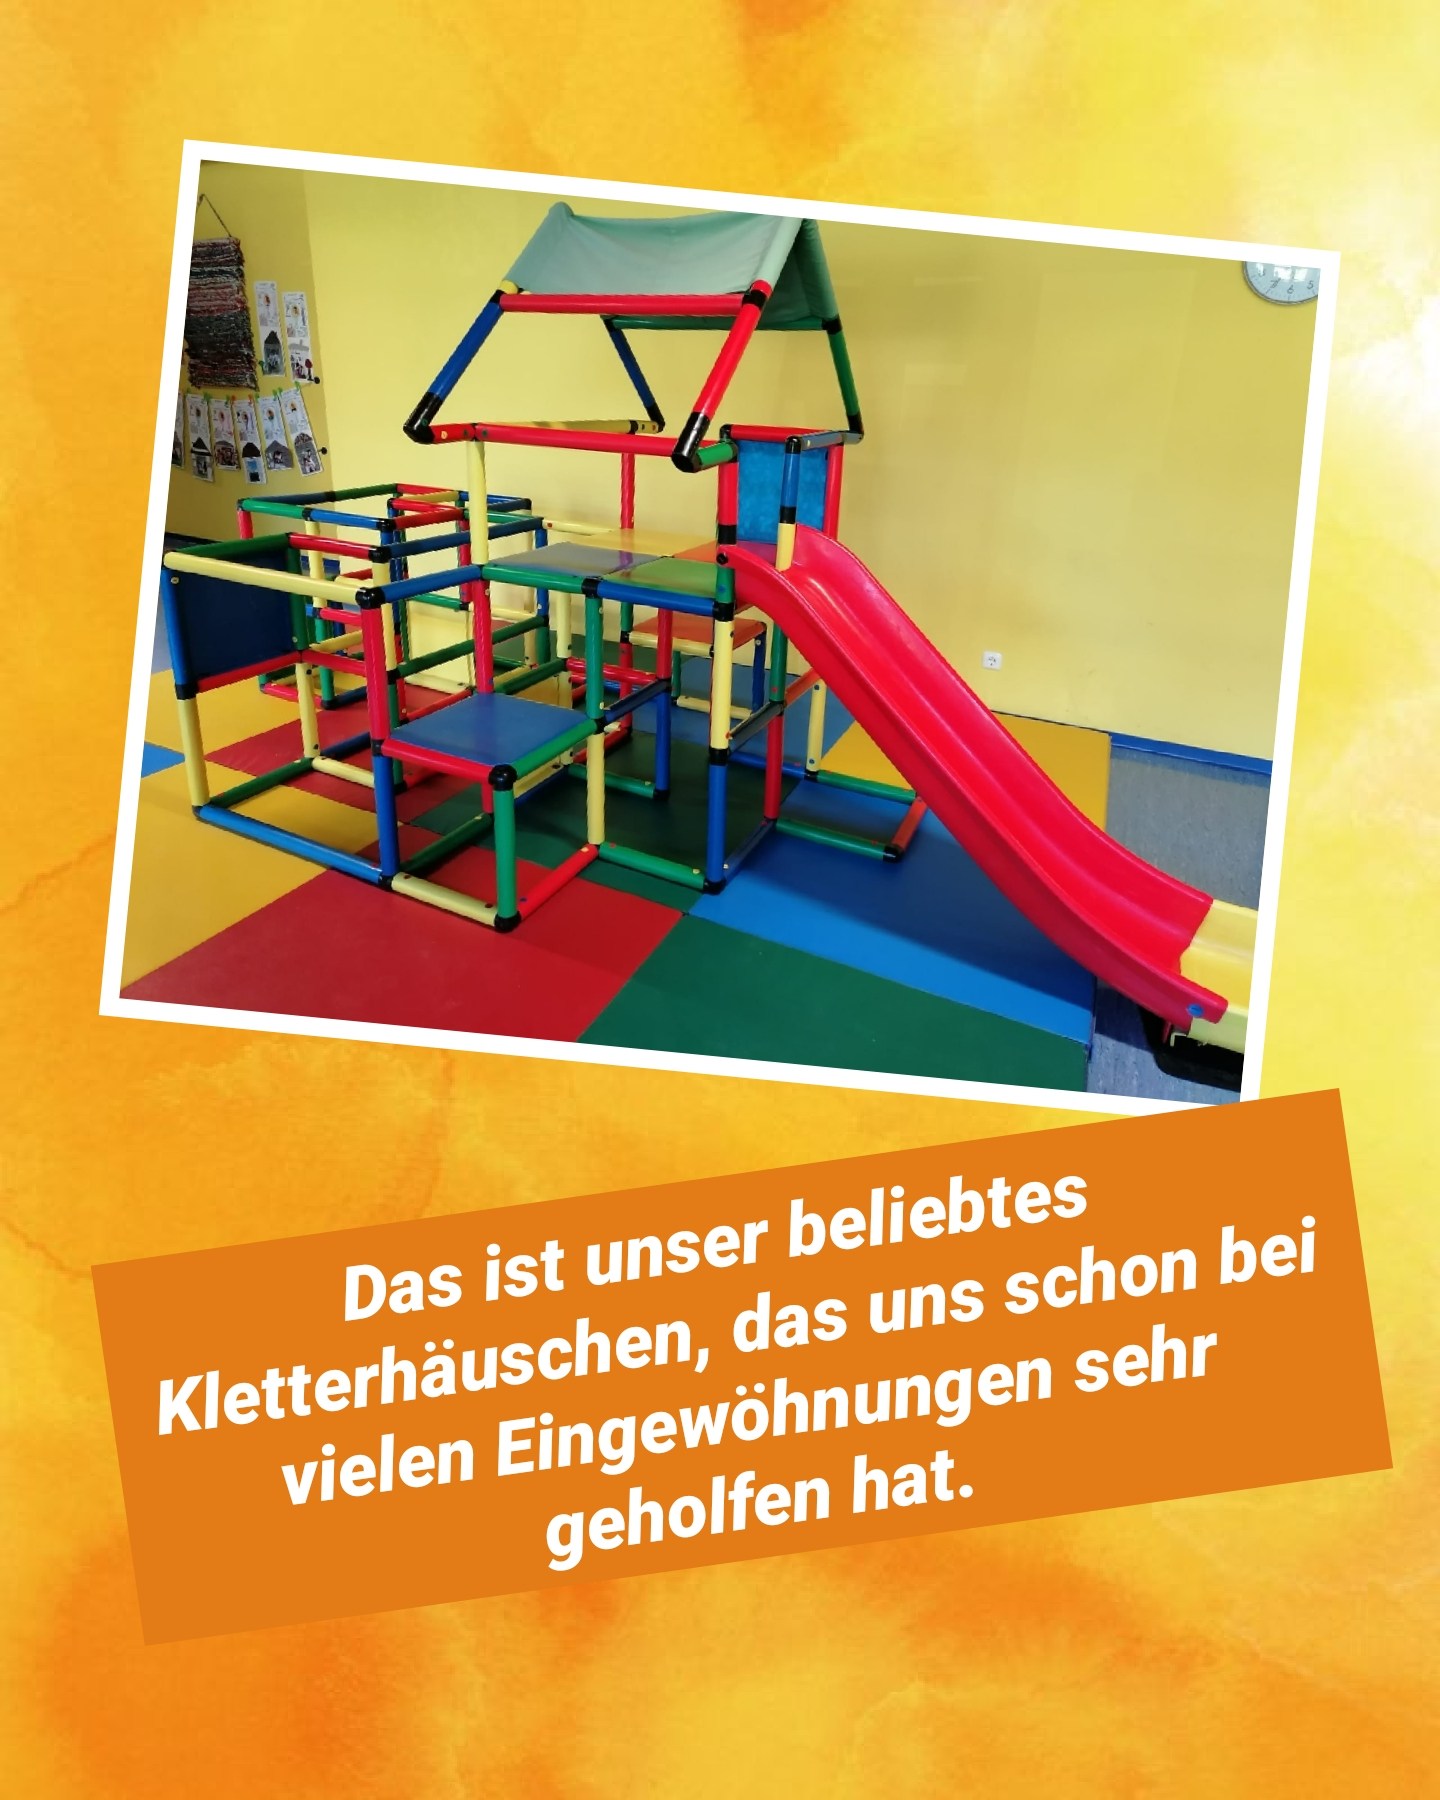 Das ist unser beliebtes
Kletterhäuschen, das uns schon bei
vielen Eingewöhnungen sehr
geholfen hat.